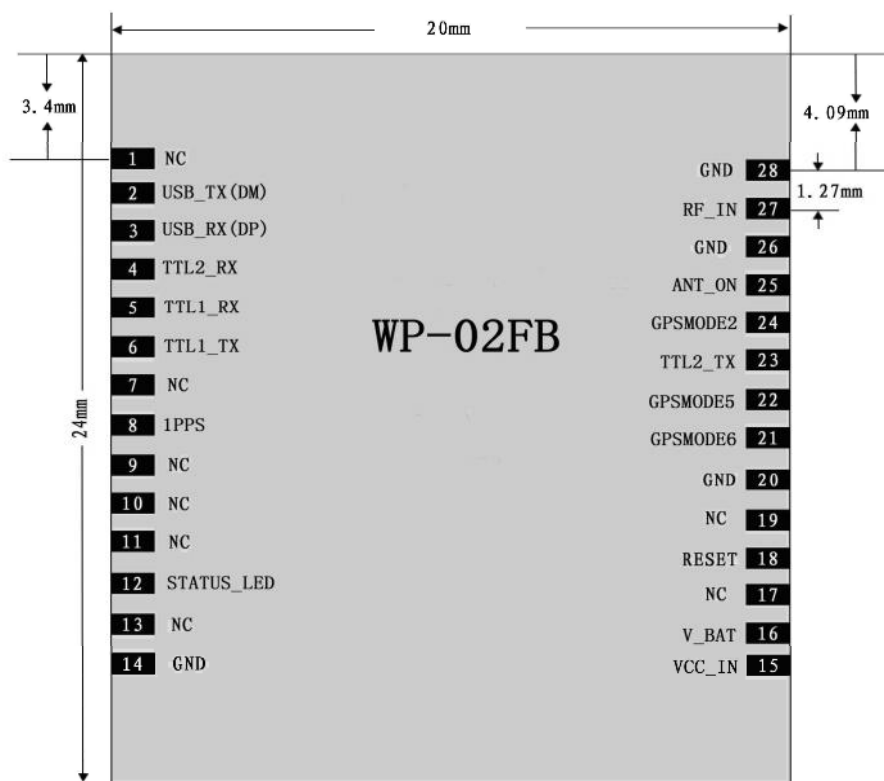 20mm
3.4mm
4.09mm
1 NC
GND 28
2 USB_TX(DM)
1.27mm
RF_IN 27
3 USB_RX(DP)
GND 26
4 TTL2_RX
ANT_ON 25
5 TTL1_RX
GPSMODE2 24
WP-02FB
6 TTL1_TX
TTL2_TX 23
7 NC
GPSMODE5 22
24mm
8 1PPS
GPSMODE6 21
9 NC
GND 20
10 NC
NC 19
11 NC
RESET 18
12 STATUS_LED
NC 17
13 NC
V_BAT 16
14 GND
VCC_IN 15